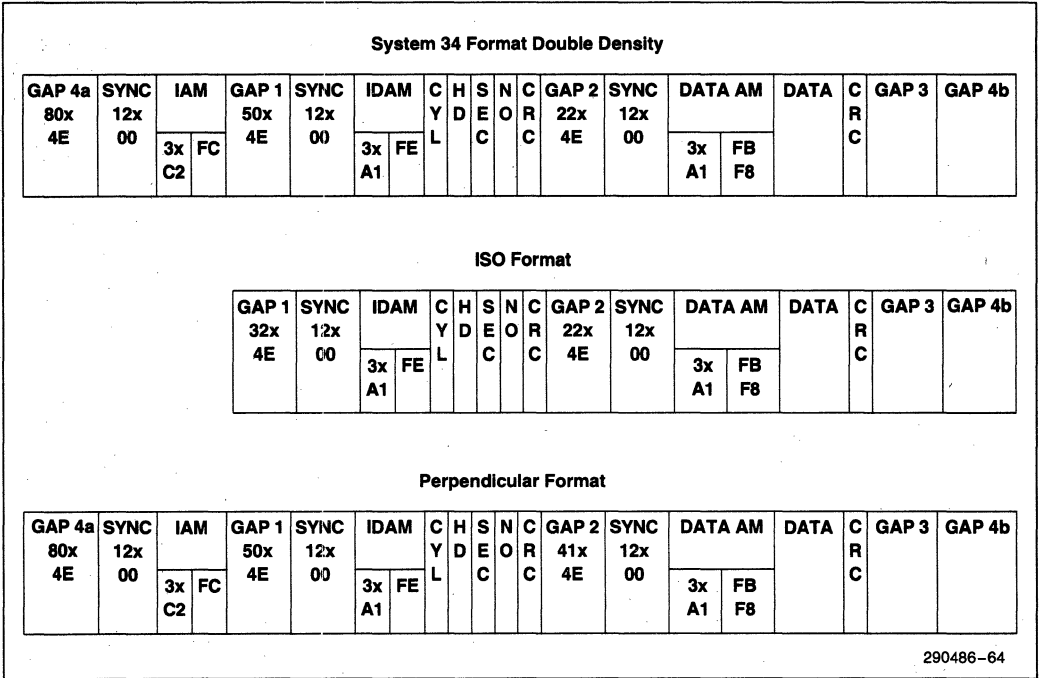 System 34 Format Double Density
GAP 4a SYNC IAM GAP 1 SYNC IDAM C H S N C GAP 2 SYNC DATA AM DATA C GAP 3 GAP 4b
80x 12x 50x 12x Y D E O R 22x 12x R
4E 00 3x FC 4E 00 3x FE L C C 4E 00 3x FB C
C2 A1 A1 F8
ISO Format
GAP 1 SYNC IDAM C H S N C GAP 2 SYNC DATA AM DATA C GAP 3 GAP 4b
32x 12x Y D E O R 22x 12x R
4E 00 3x FE L C C 4E 00 3x FB C
A1 A1 F8
Perpendicular Format
GAP 4a SYNC IAM GAP 1 SYNC IDAM C H S N C GAP 2 SYNC DATA AM DATA C GAP 3 GAP 4b
80x 12x 50x 12x Y D E O R 41x 12x R
4E 00 3x FC 4E 00 3x FE L C C 4E 00 3x FB C
C2 A1 A1 F8
290486-64